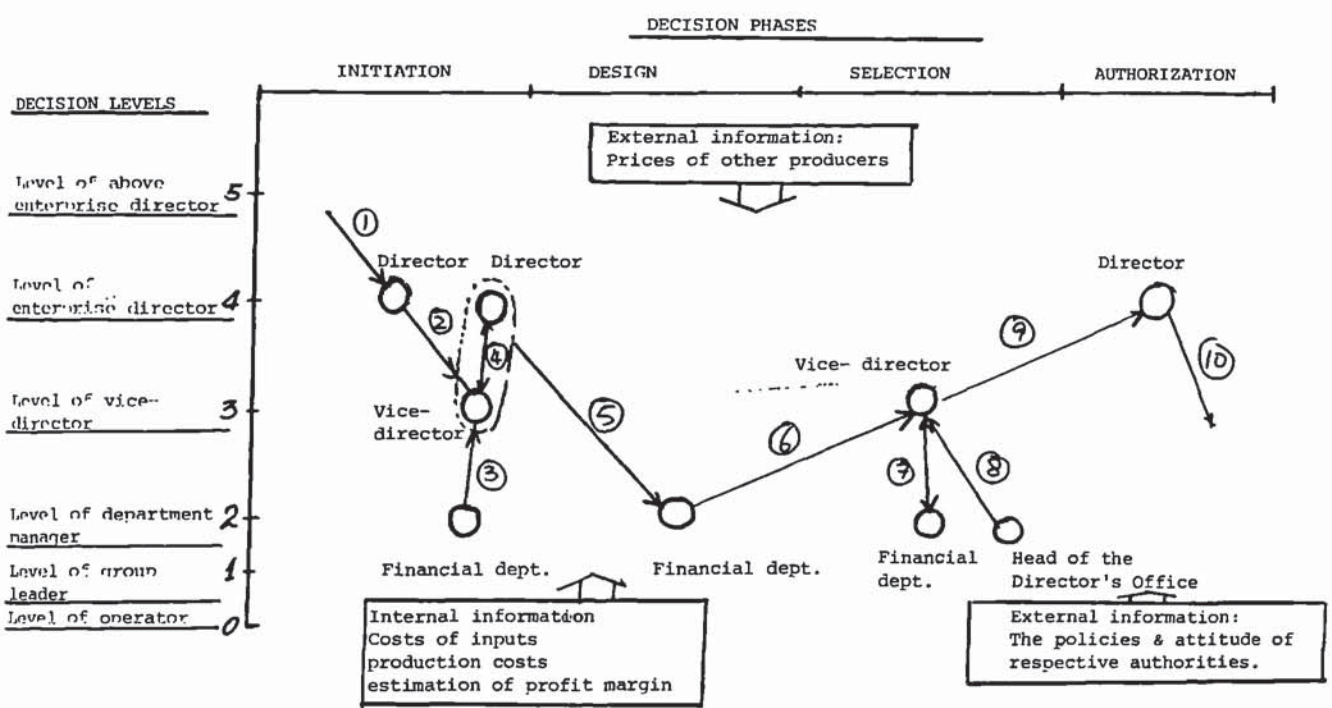 DECISION PHASES
INITIATION DESIGN SELECTION AUTHORIZATION
DECISION LEVELS
External information:
Prices of other producers
Level of above
enterprise director 5
①
Director Director Director
Level of
enterprise director 4
② ④ ⑨ ⑩
Vice- director
Level of vice-
director 3
Vice-
director
⑤ ⑥
③ ⑦ ⑧
Level of department
manager 2
Level of group
leader 1
Financial dept. Financial dept. Financial
dept.
Head of the
Director's Office
Level of operator 0
Internal information
Costs of inputs
production costs
estimation of profit margin
External information:
The policies & attitude of
respective authorities.